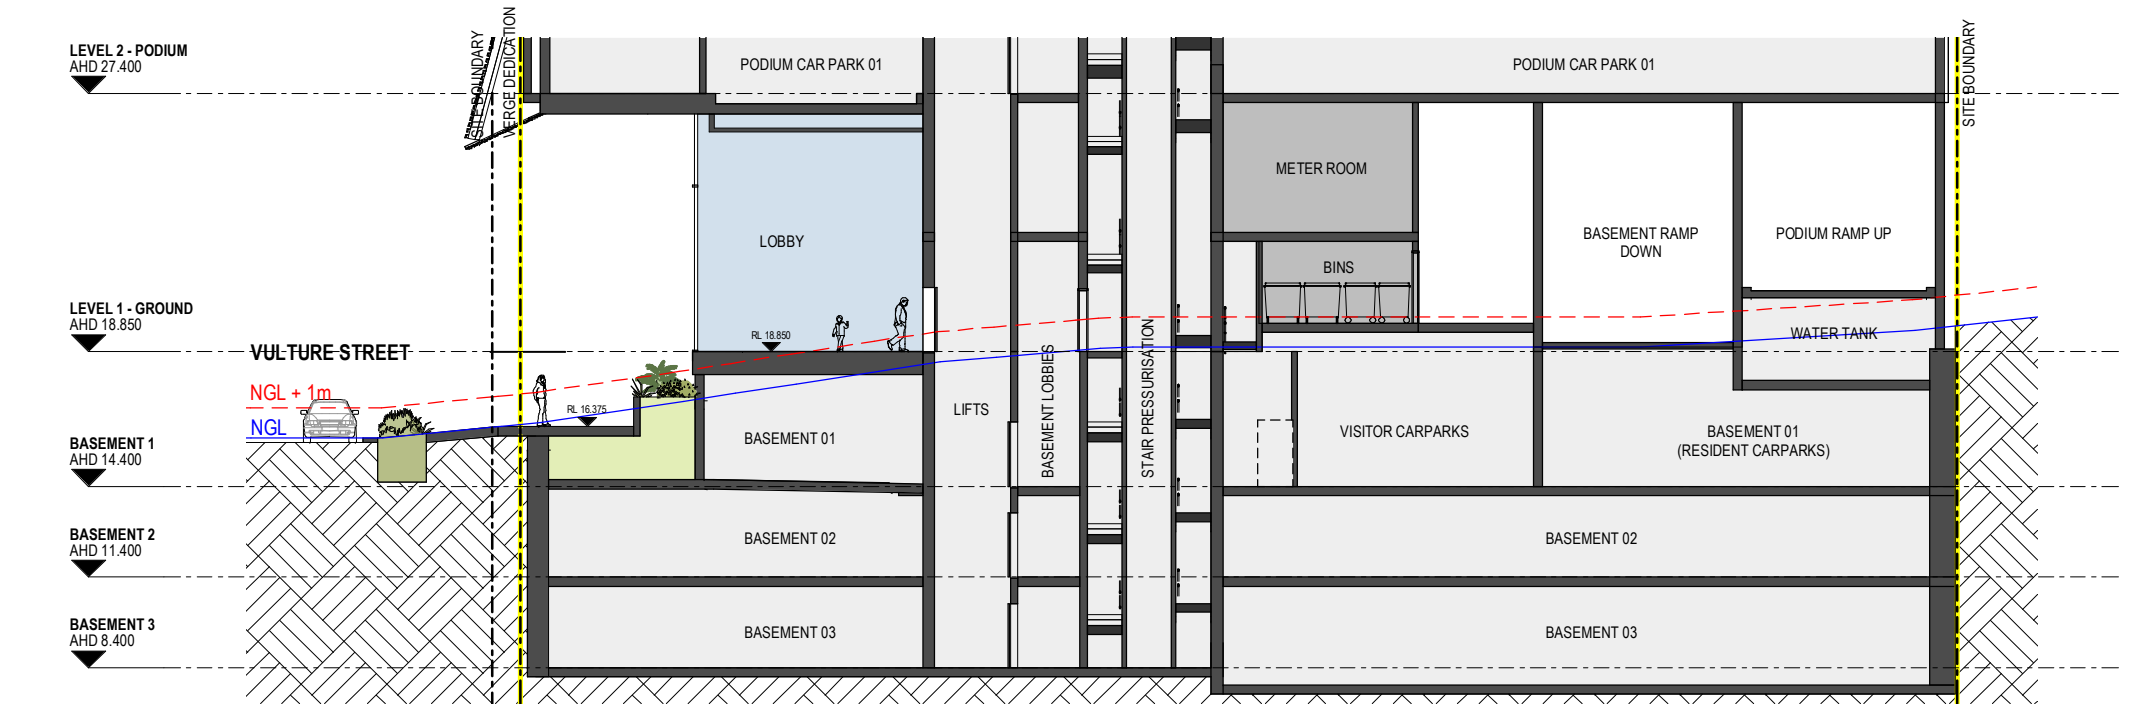 LEVEL 2 - PODIUM
AHD 27.400
SITE BOUNDARY
VERGE DEDICATION
PODIUM CAR PARK 01
PODIUM CAR PARK 01
SITE BOUNDARY
METER ROOM
LOBBY
BASEMENT RAMP
DOWN
PODIUM RAMP UP
BINS
LEVEL 1 - GROUND
AHD 18.850
RL 18.850
VULTURE STREET
WATER TANK
NGL + 1m
NGL
RL 16.375
LIFTS
BASEMENT LOBBIES
STAIR PRESSURISATION
BASEMENT 1
AHD 14.400
BASEMENT 01
VISITOR CARPARKS
BASEMENT 01
(RESIDENT CARPARKS)
BASEMENT 2
AHD 11.400
BASEMENT 02
BASEMENT 02
BASEMENT 3
AHD 8.400
BASEMENT 03
BASEMENT 03